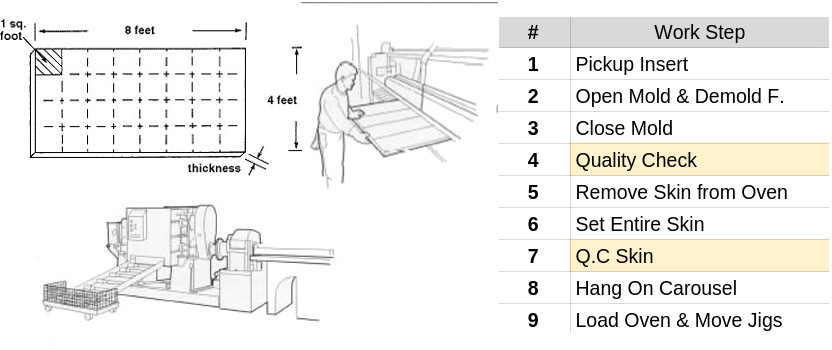 1 sq.
foot
8 feet
4 feet
thickness
# Work Step
1 Pickup Insert
2 Open Mold & Demold F.
3 Close Mold
4 Quality Check
5 Remove Skin from Oven
6 Set Entire Skin
7 Q.C Skin
8 Hang On Carousel
9 Load Oven & Move Jigs